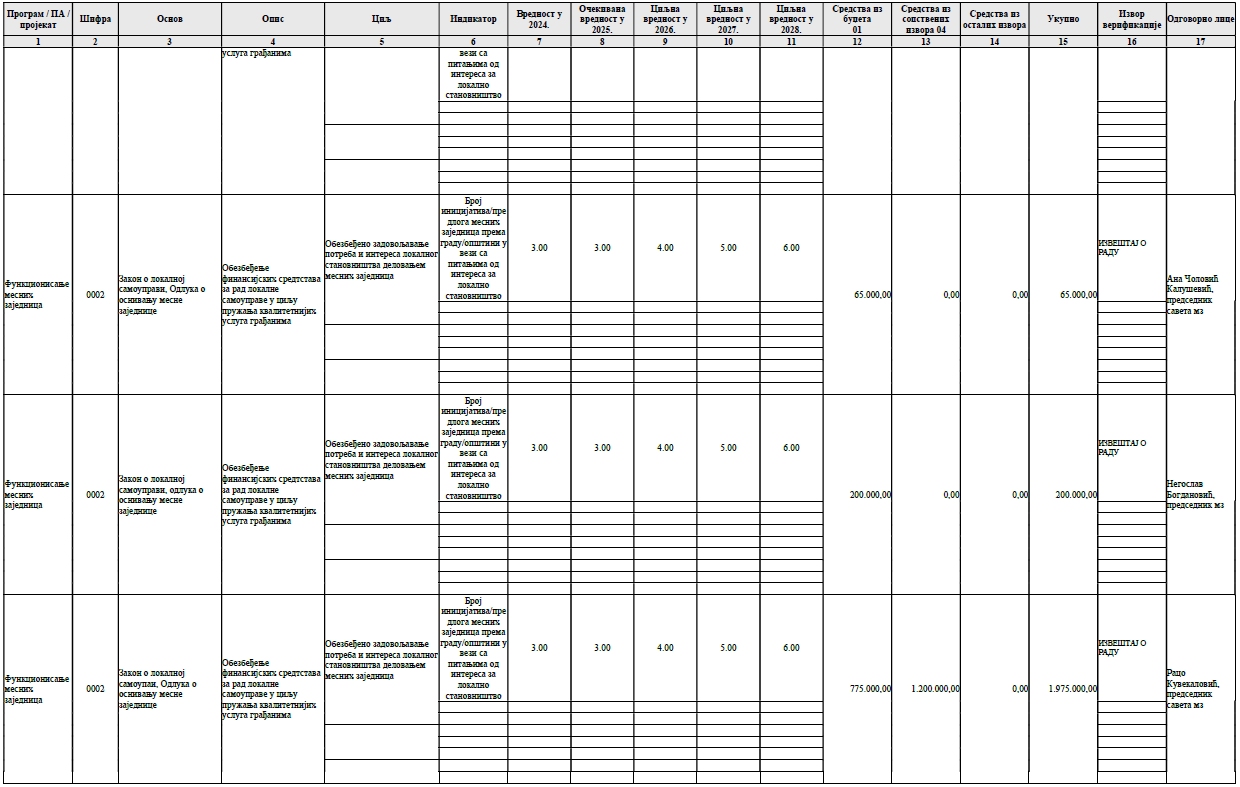 Програм / ПА / пројекат
Шифра
Основ
Опис
Циљ
Индикатор
Вредност у 2024.
Очекивана вредност у 2025.
Циљна вредност у 2026.
Циљна вредност у 2027.
Циљна вредност у 2028.
Средства из буџета 01
Средства из сопствених извора 04
Средства из осталих извора
Укупно
Извор верификације
Одговорно лице
1 2 3 4 5 6 7 8 9 10 11 12 13 14 15 16 17
услуга грађанима
вези са
питањима од
интереса за
локално
становништво
Функционисање
месних
заједница
0002
Закон о локалној
самоуправи, Одлука о
оснивању месне
заједнице
Обезбеђење
финансијских средтстава
за рад локалне
самоуправе у циљу
пружања квалитетнијих
услуга грађанима
Обезбеђено задовољавање
потреба и интереса локалног
становништва деловањем
месних заједница
Број
иницијатива/пре
длога месних
заједница према
граду/општини у
вези са
питањима од
интереса за
локално
становништво
3.00 3.00 4.00 5.00 6.00
65.000,00 0,00 0,00 65.000,00
ИЗВЕШТАЈ О
РАДУ
Ана Чоловић
Калушевић,
председник
савета мз
Функционисање
месних
заједница
0002
Закон о локалној
самоуправи, одлука о
оснивању месне
заједнице
Обезбеђење
финансијских средтстава
за рад локалне
самоуправе у циљу
пружања квалитетнијих
услуга грађанима
Обезбеђено задовољавање
потреба и интереса локалног
становништва деловањем
месних заједница
Број
иницијатива/пре
длога месних
заједница према
граду/општини у
вези са
питањима од
интереса за
локално
становништво
3.00 3.00 4.00 5.00 6.00
200.000,00 0,00 0,00 200.000,00
ИЗВЕШТАЈ О
РАДУ
Негослав
Богдановић,
председник мз
Функционисање
месних
заједница
0002
Закон о локалној
самоупаи, Одлука о
оснивању месне
заједнице
Обезбеђење
финансијских средтстава
за рад локалне
самоуправе у циљу
пружања квалитетнијих
услуга грађанима
Обезбеђено задовољавање
потреба и интереса локалног
становништва деловањем
месних заједница
Број
иницијатива/пре
длога месних
заједница према
граду/општини у
вези са
питањима од
интереса за
локално
становништво
3.00 3.00 4.00 5.00 6.00
775.000,00 1.200.000,00 0,00 1.975.000,00
ИЗВЕШТАЈ О
РАДУ
Рацо
Кувекаловић,
председник
савета мз